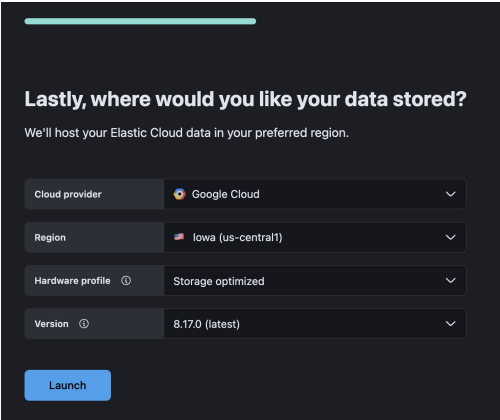 Lastly, where would you like your data stored?
We'll host your Elastic Cloud data in your preferred region.
Cloud provider Google Cloud
Region Iowa (us-central1)
Hardware profile Storage optimized
Version 8.17.0 (latest)
Launch